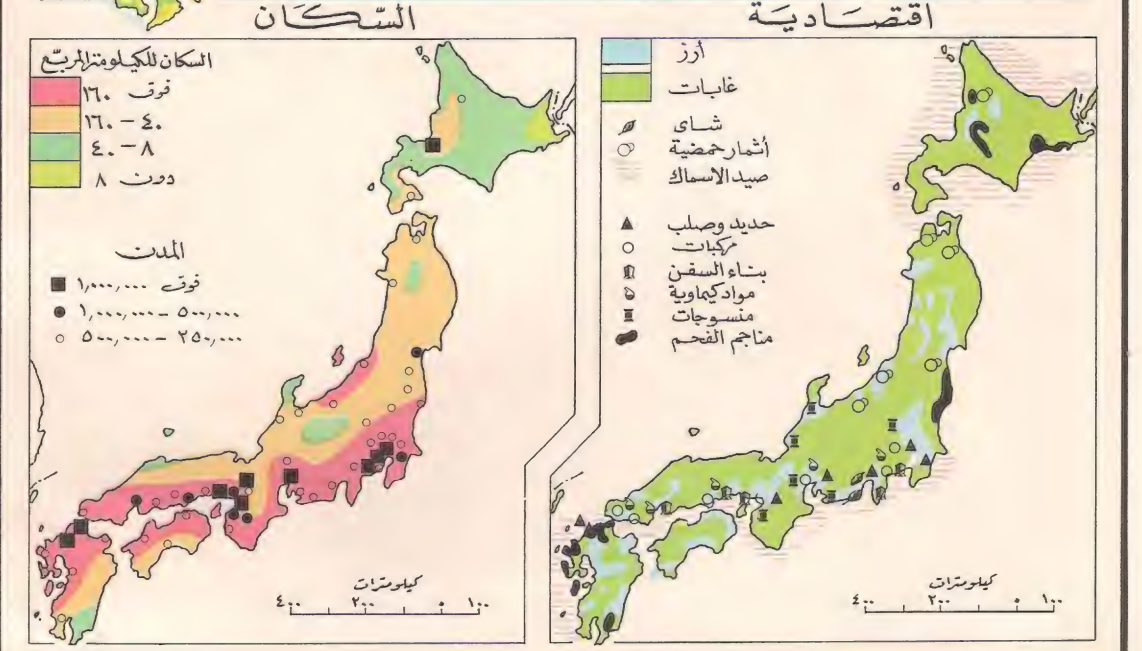 اقتصادية
أرز
غابات
شاى
أثمار حمضية
صيد الاسماك
حديد وصلب
مركبات
بناء السفن
مواد كيماوية
منسوجات
مناجم الفحم
كيلومترات
٤٠٠ ٢٠٠ ٠ ١٠٠
السّكان
السكان للكيلومتر المربّع
فوق ١٦٠
٤٠ – ١٦٠
٨ – ٤٠
دون ٨
المدن
فوق ١,٠٠٠,٠٠٠
٥٠٠,٠٠٠ – ١,٠٠٠,٠٠٠
٢٥٠,٠٠٠ – ٥٠٠,٠٠٠
كيلومترات
٤٠٠ ٢٠٠ ٠ ١٠٠